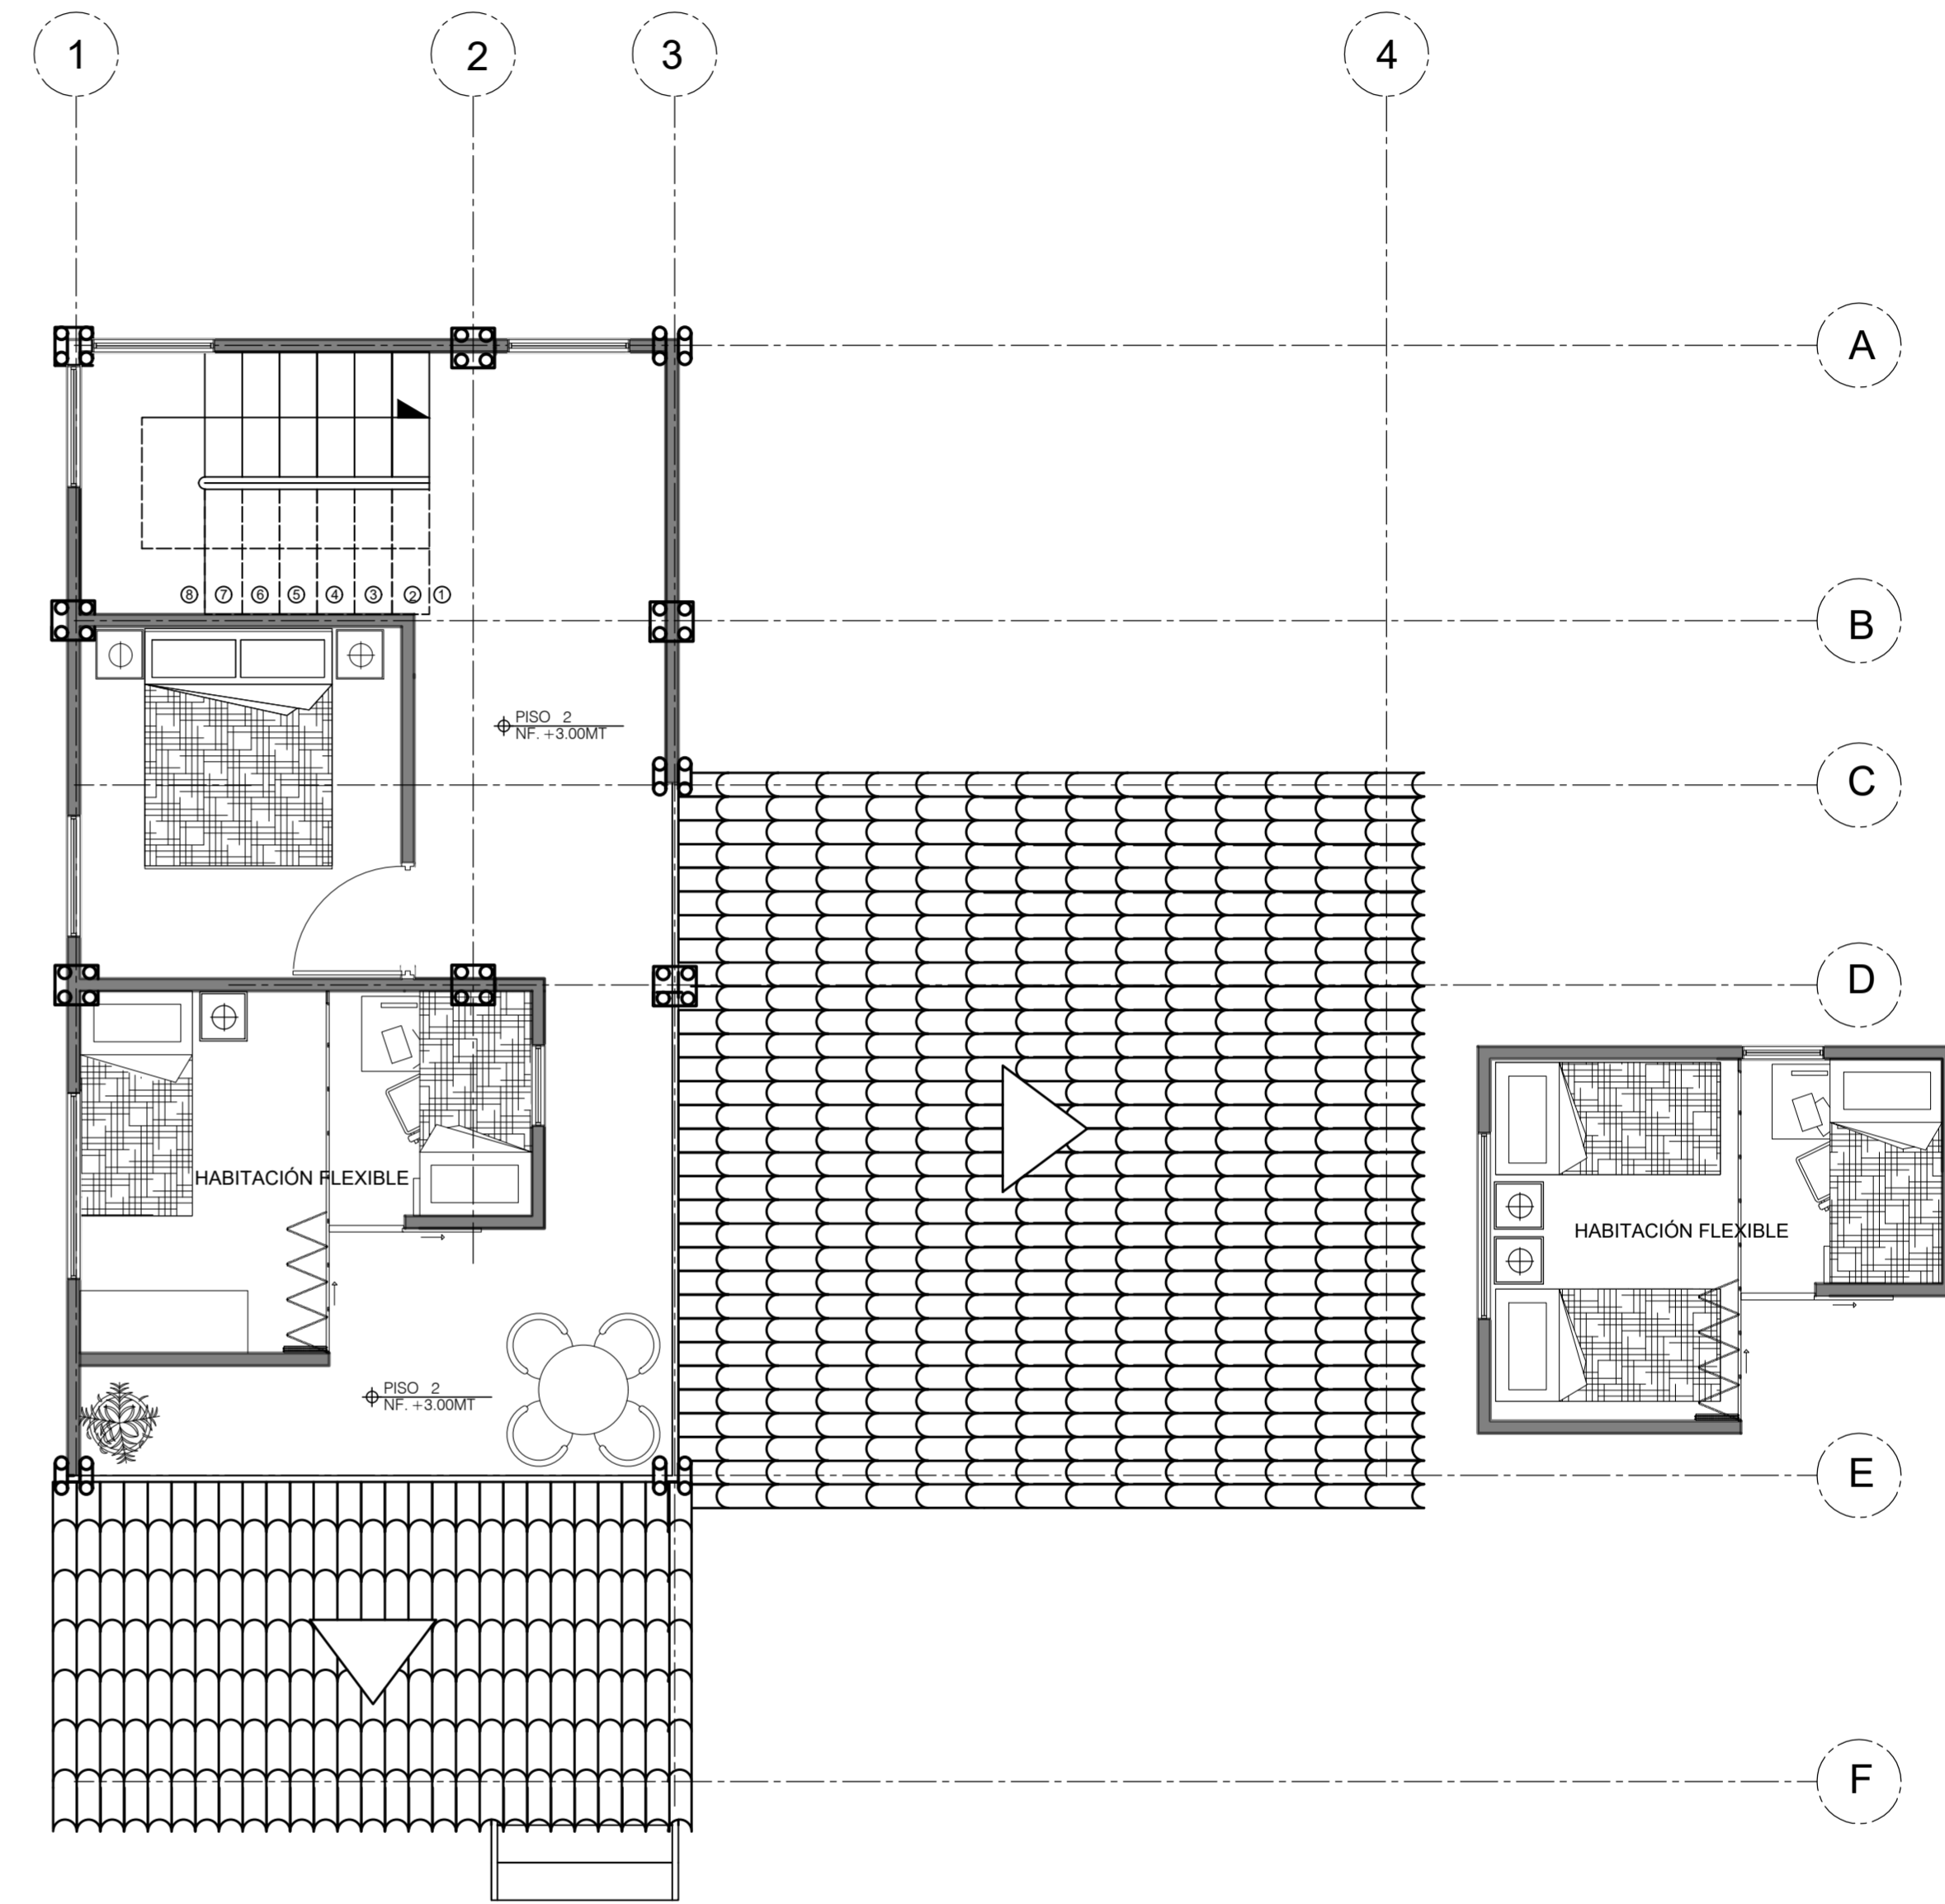 1 2 3 4
A
⑧ ⑦ ⑥ ⑤ ④ ③ ② ①
B
PISO 2
NF. +3.00MT
C
D
HABITACIÓN FLEXIBLE
HABITACIÓN FLEXIBLE
PISO 2
NF. +3.00MT
E
F